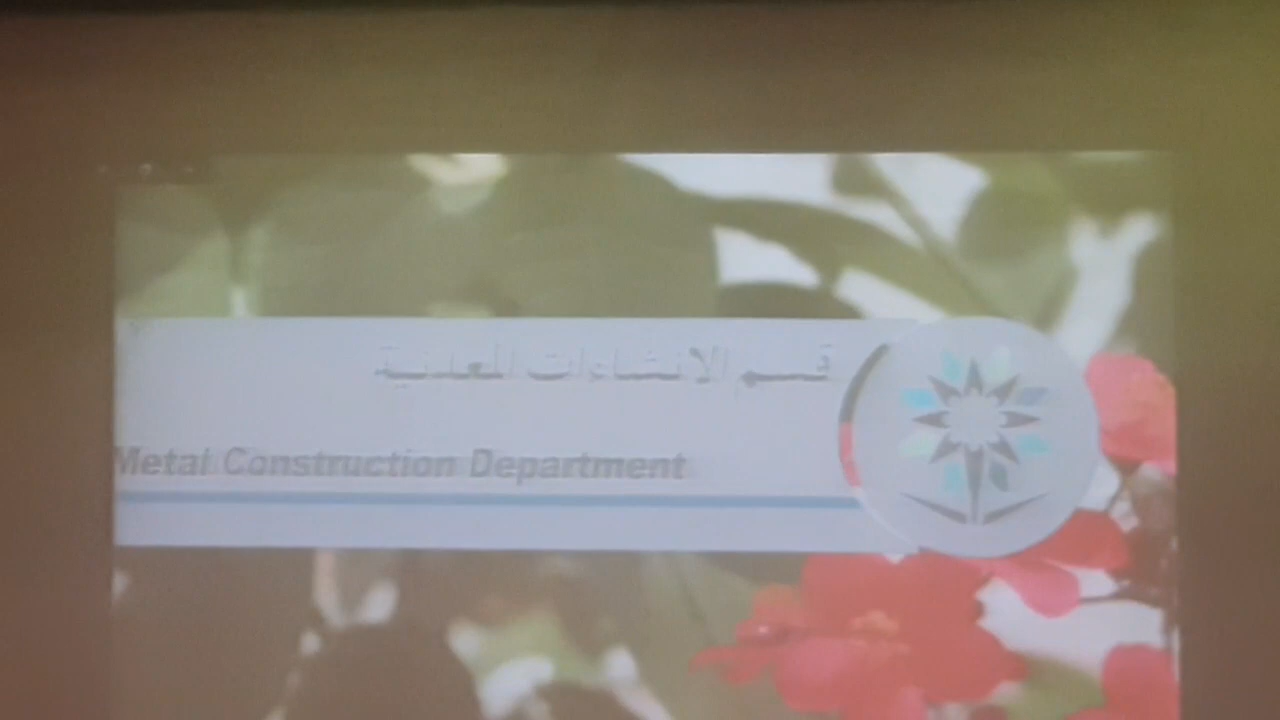 قسم الانشاءات المعدنية
Metal Construction Department